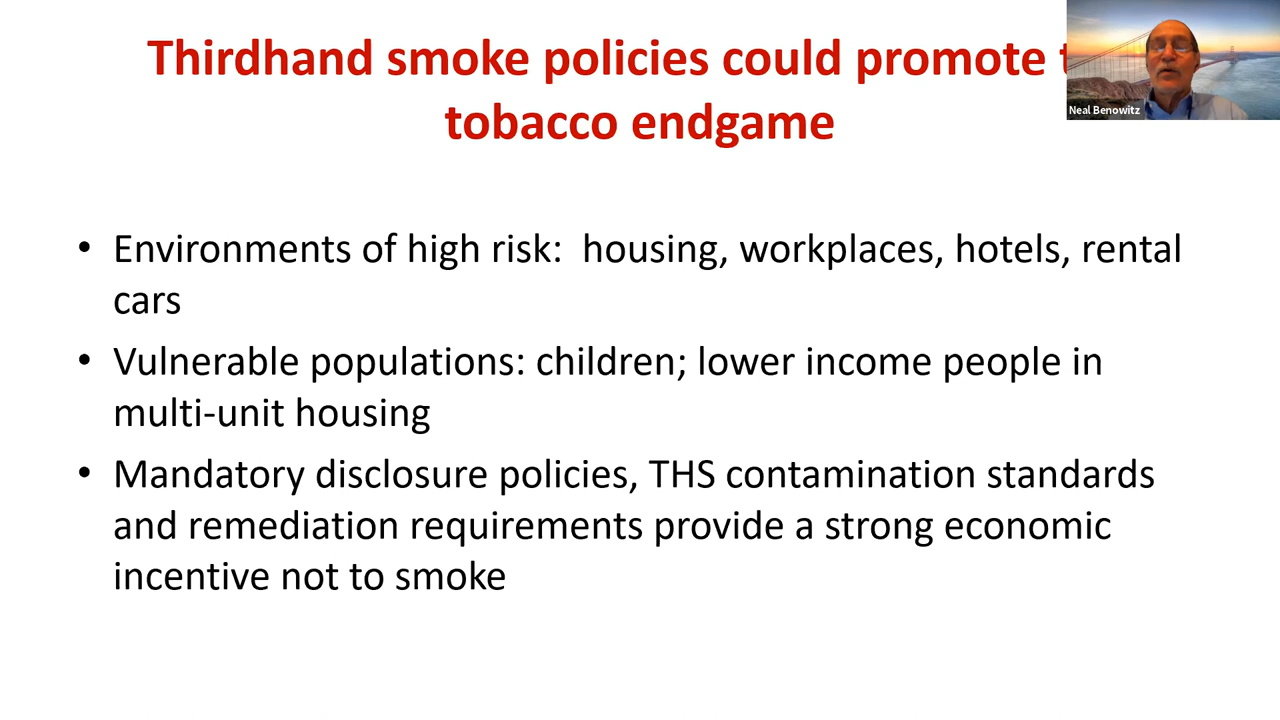 Thirdhand smoke policies could promote
tobacco endgame
Neal Benowitz
• Environments of high risk:  housing, workplaces, hotels, rental
cars
• Vulnerable populations: children; lower income people in
multi-unit housing
• Mandatory disclosure policies, THS contamination standards
and remediation requirements provide a strong economic
incentive not to smoke